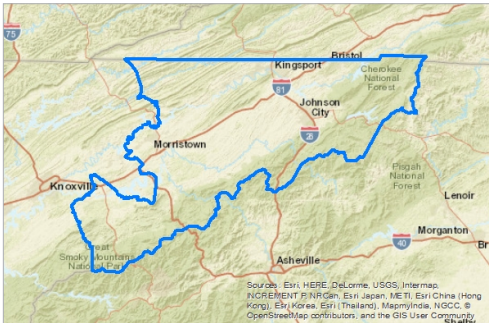 75
Bristol
Kingsport
Cherokee
National
Forest
81
Johnson
City
26
Morristown
Pisgah
National
Forest
Knoxville
Lenoir
Morganton
40
Br
Great
Smoky Mountains
National Park
Asheville
Sources: Esri, HERE, DeLorme, USGS, Intermap,
INCREMENT P, NRCan, Esri Japan, METI, Esri China (Hong
Kong), Esri Korea, Esri (Thailand), MapmyIndia, NGCC, ©
OpenStreetMap contributors, and the GIS User Community
Shelby